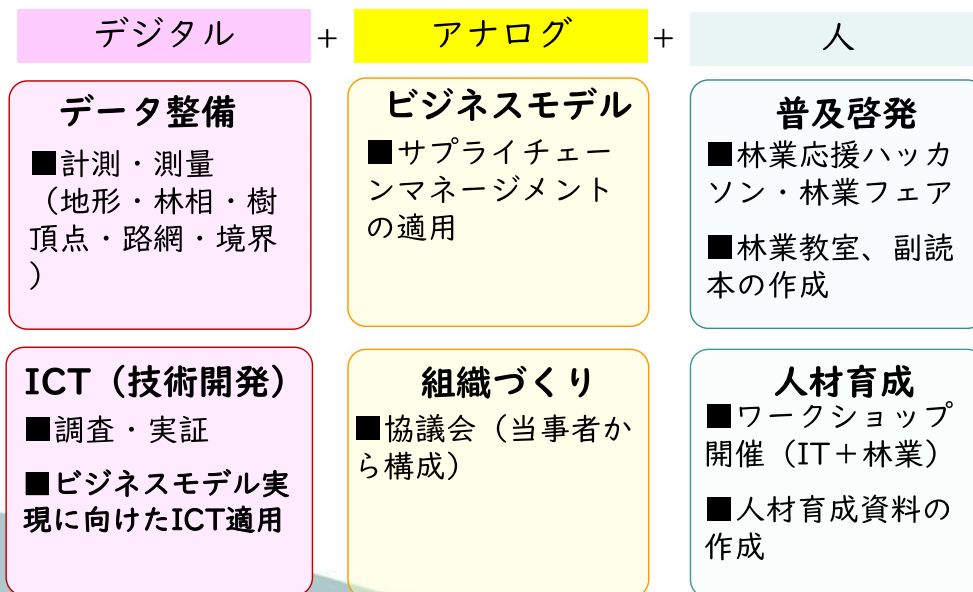 デジタル + アナログ + 人
データ整備
■計測・測量
（地形・林相・樹
頂点・路網・境界
）
ビジネスモデル
■サプライチェー
ンマネージメント
の適用
普及啓発
■林業応援ハッカ
ソン・林業フェア
■林業教室、副読
本の作成
ICT（技術開発）
■調査・実証
■ビジネスモデル実
現に向けたICT適用
組織づくり
■協議会（当事者か
ら構成）
人材育成
■ワークショップ
開催（IT＋林業）
■人材育成資料の
作成